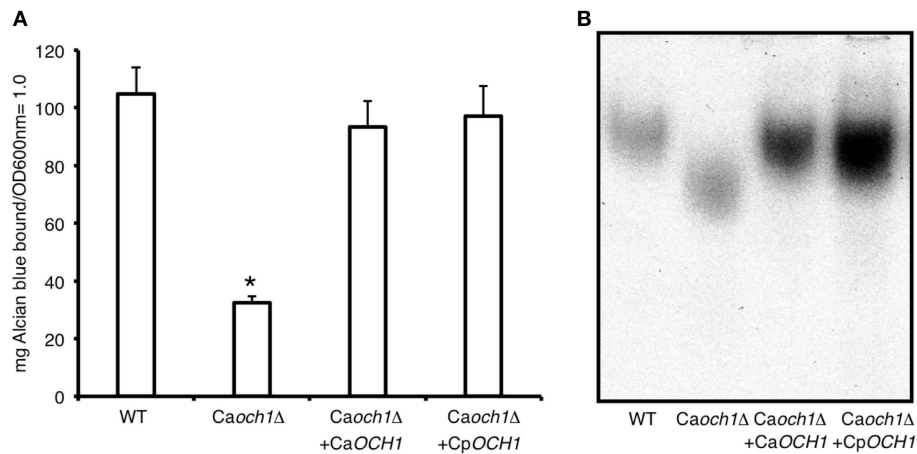 A
mg Alcian blue bound/OD600nm= 1.0
120
100
80
60
40
20
0
*
WT
Caoch1Δ
Caoch1Δ
+CaOCH1
Caoch1Δ
+CpOCH1
B
WT
Caoch1Δ
Caoch1Δ
+CaOCH1
Caoch1Δ
+CpOCH1